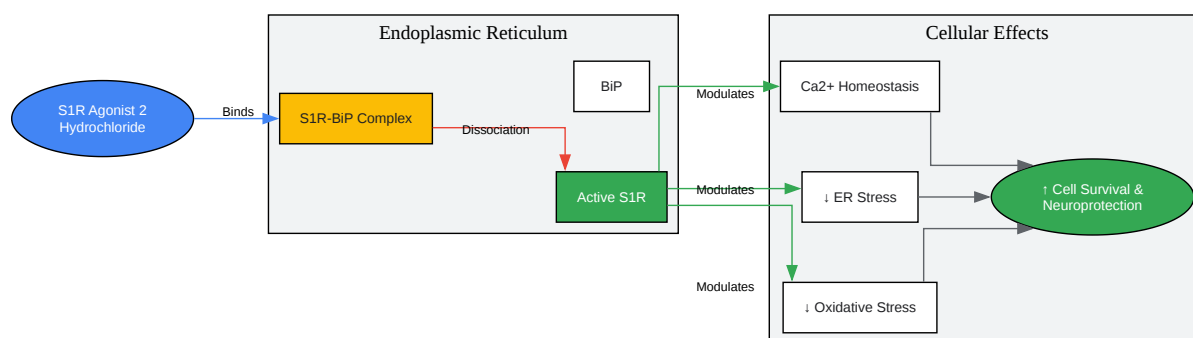 Endoplasmic Reticulum
Cellular Effects
S1R Agonist 2
Hydrochloride
Binds
S1R-BiP Complex
Dissociation
BiP
Active S1R
Modulates
Modulates
Modulates
Ca2+ Homeostasis
↓ ER Stress
↓ Oxidative Stress
↑ Cell Survival &
Neuroprotection